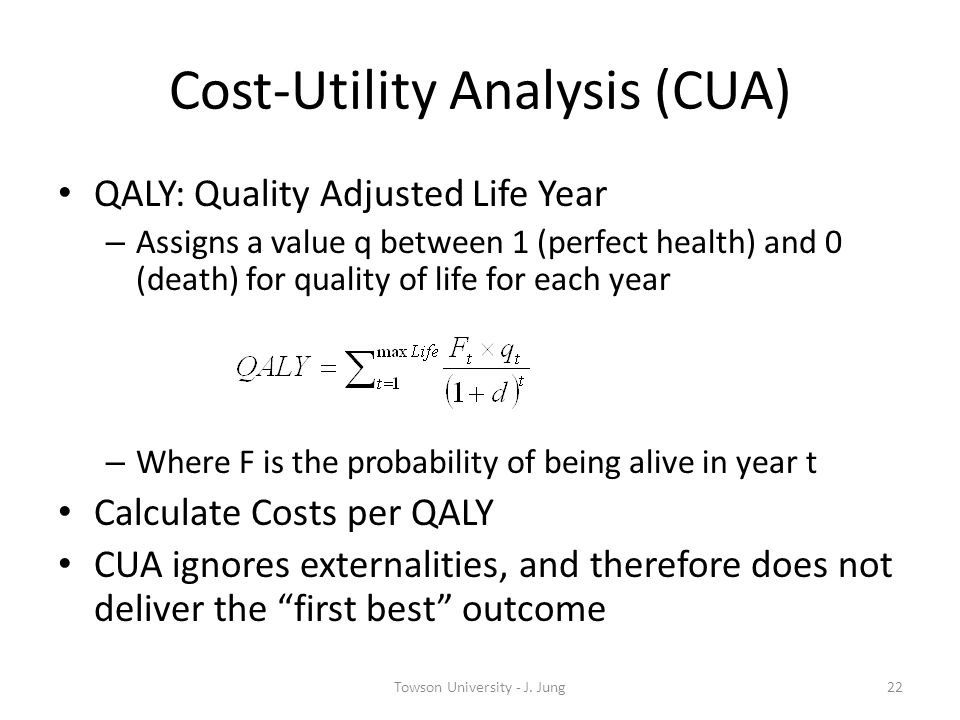 Cost-Utility Analysis (CUA)
• QALY: Quality Adjusted Life Year
– Assigns a value q between 1 (perfect health) and 0
(death) for quality of life for each year
QALY = ∑_{t=1}^{max Life} \frac{F_t × q_t}{(1+d)^t}
– Where F is the probability of being alive in year t
• Calculate Costs per QALY
• CUA ignores externalities, and therefore does not
deliver the “first best” outcome
Towson University - J. Jung 22